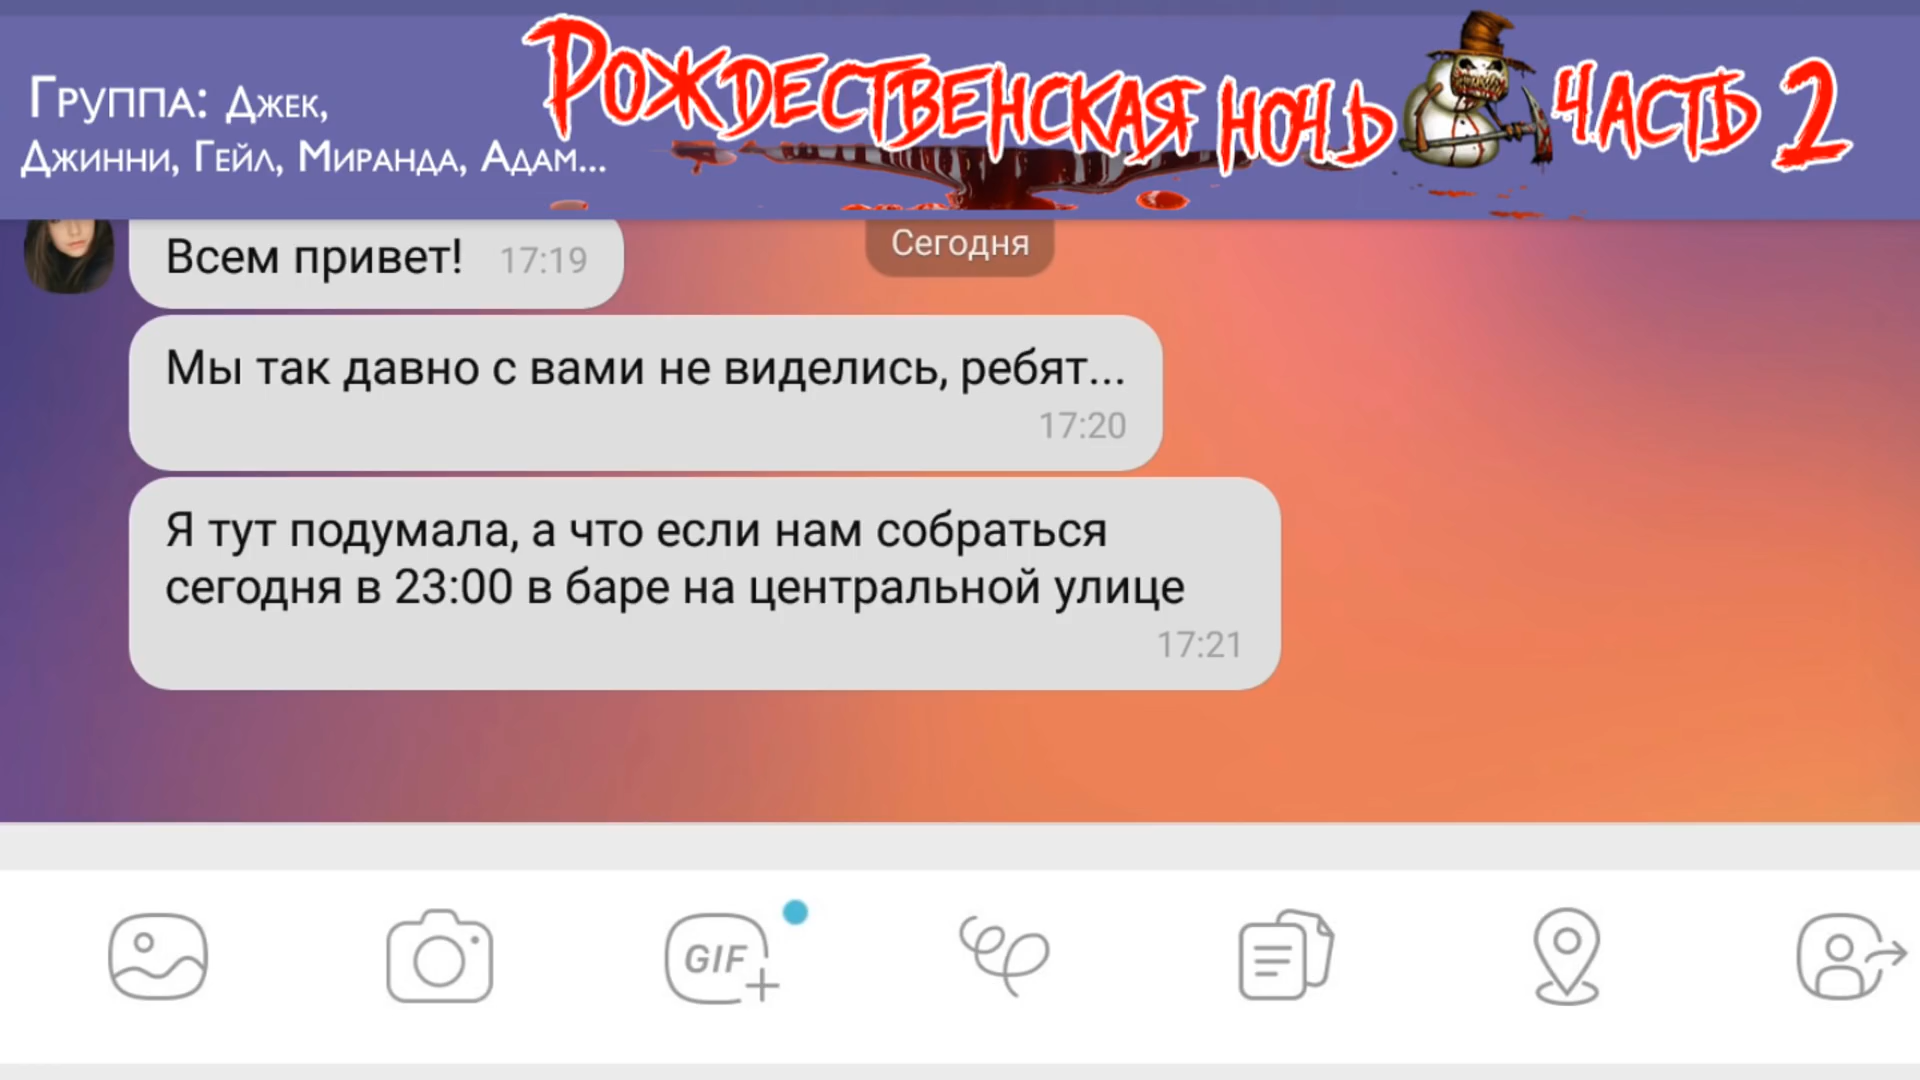 Группа: Джек,
Джинни, Гейл, Миранда, Адам...
Рождественская ночь часть 2
Сегодня
Всем привет! 17:19
Мы так давно с вами не виделись, ребят...
17:20
Я тут подумала, а что если нам собраться
сегодня в 23:00 в баре на центральной улице
17:21
GIF